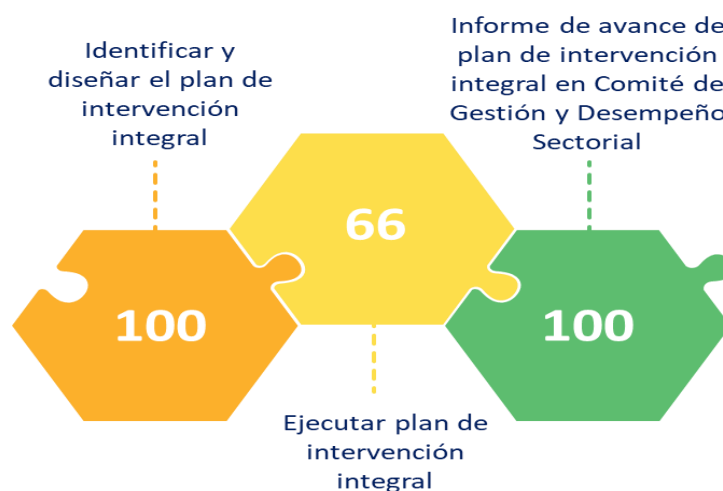 Identificar y
diseñar el plan de
intervención
integral
100
66
Ejecutar plan de
intervención
integral
Informe de avance de
plan de intervención
integral en Comité de
Gestión y Desempeño
Sectorial
100